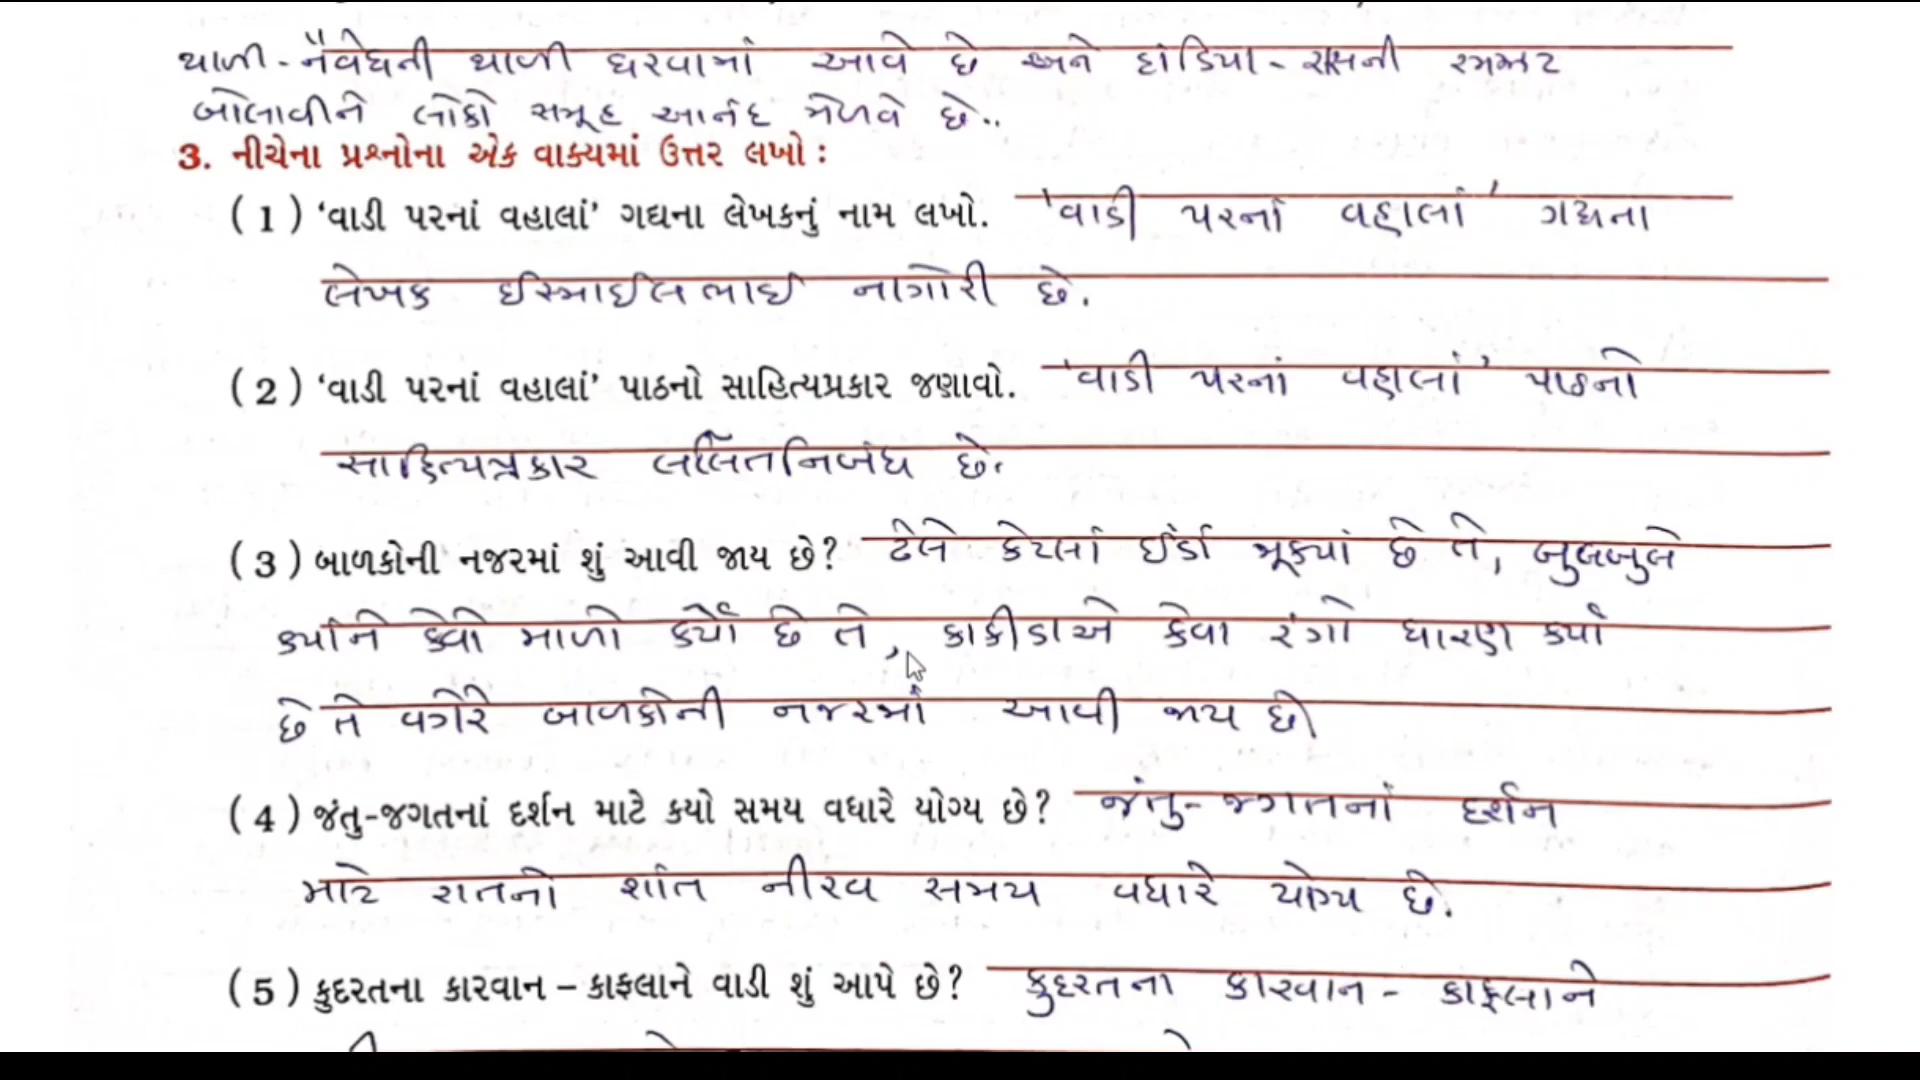 થાળી - નૈવેધની થાળી ધરવામાં આવે છે અને દાંડિયા - રાસની રમઝટ
બોલાવીને લોકો સમૂહ આનંદ મેળવે છે..
3. નીચેના પ્રશ્નોના એક વાક્યમાં ઉત્તર લખો :
(1) ‘વાડી પરનાં વહાલાં’ ગદ્યના લેખકનું નામ લખો. 'વાડી પરનાં વહાલાં' ગદ્યના
લેખક ઈસ્માઈલભાઈ નાગોરી છે.
(2) ‘વાડી પરનાં વહાલાં’ પાઠનો સાહિત્યપ્રકાર જણાવો. 'વાડી પરનાં વહાલાં' પાઠનો
સાહિત્યપ્રકાર લલિતનિબંધ છે.
(3) બાળકોની નજરમાં શું આવી જાય છે? ઢેલે કેટલાં ઈંડાં મૂક્યાં છે તે, બુલબુલે
ક્યાંને કેવો માળો કર્યો છે તે, કાકીડાએ કેવા રંગો ધારણ કર્યા
છે તે વગેરે બાળકોની નજરમાં આવી જાય છે
(4) જંતુ-જગતનાં દર્શન માટે કયો સમય વધારે યોગ્ય છે? જંતુ - જગતનાં દર્શન
માટે રાતનો શાંત નીરવ સમય વધારે યોગ્ય છે.
(5) કુદરતના કારવાન – કાફલાને વાડી શું આપે છે? કુદરતના કારવાન - કાફલાને